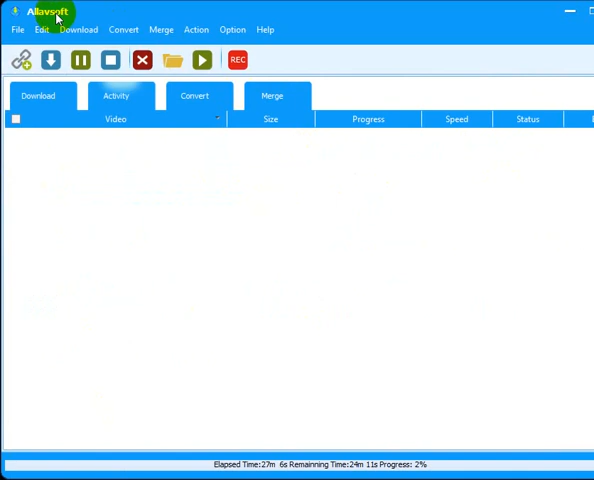 Allavsoft
File Edit Download Convert Merge Action Option Help
REC
Download Activity Convert Merge
Video Size Progress Speed Status
Elapsed Time:27m 6s Remainning Time:24m 11s Progress: 2%